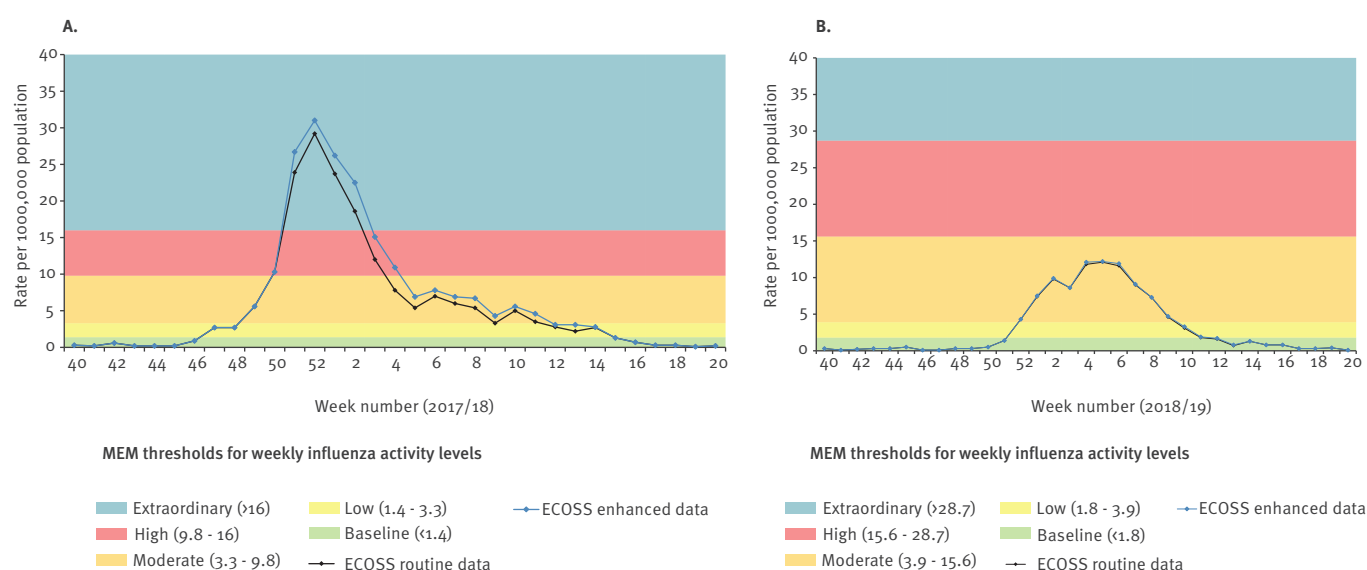 A.
40
35
30
25
20
15
10
5
0
Rate per 1000,000 population
40 42 44 46 48 50 52 2 4 6 8 10 12 14 16 18 20
Week number (2017/18)
MEM thresholds for weekly influenza activity levels
Extraordinary (>16)
High (9.8 - 16)
Moderate (3.3 - 9.8)
Low (1.4 - 3.3)
Baseline (<1.4)
ECOSS enhanced data
ECOSS routine data
B.
40
35
30
25
20
15
10
5
0
Rate per 1000,000 population
40 42 44 46 48 50 52 2 4 6 8 10 12 14 16 18 20
Week number (2018/19)
MEM thresholds for weekly influenza activity levels
Extraordinary (>28.7)
High (15.6 - 28.7)
Moderate (3.9 - 15.6)
Low (1.8 - 3.9)
Baseline (<1.8)
ECOSS enhanced data
ECOSS routine data